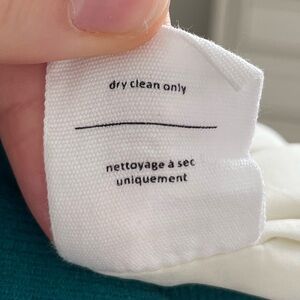 dry clean only
nettoyage à sec
uniquement